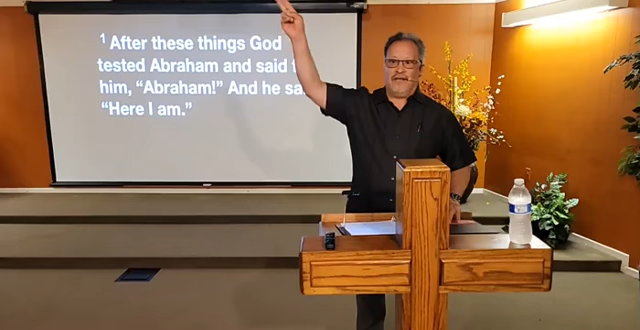 1 After these things God
tested Abraham and said
him, “Abraham!” And he
“Here I am.”